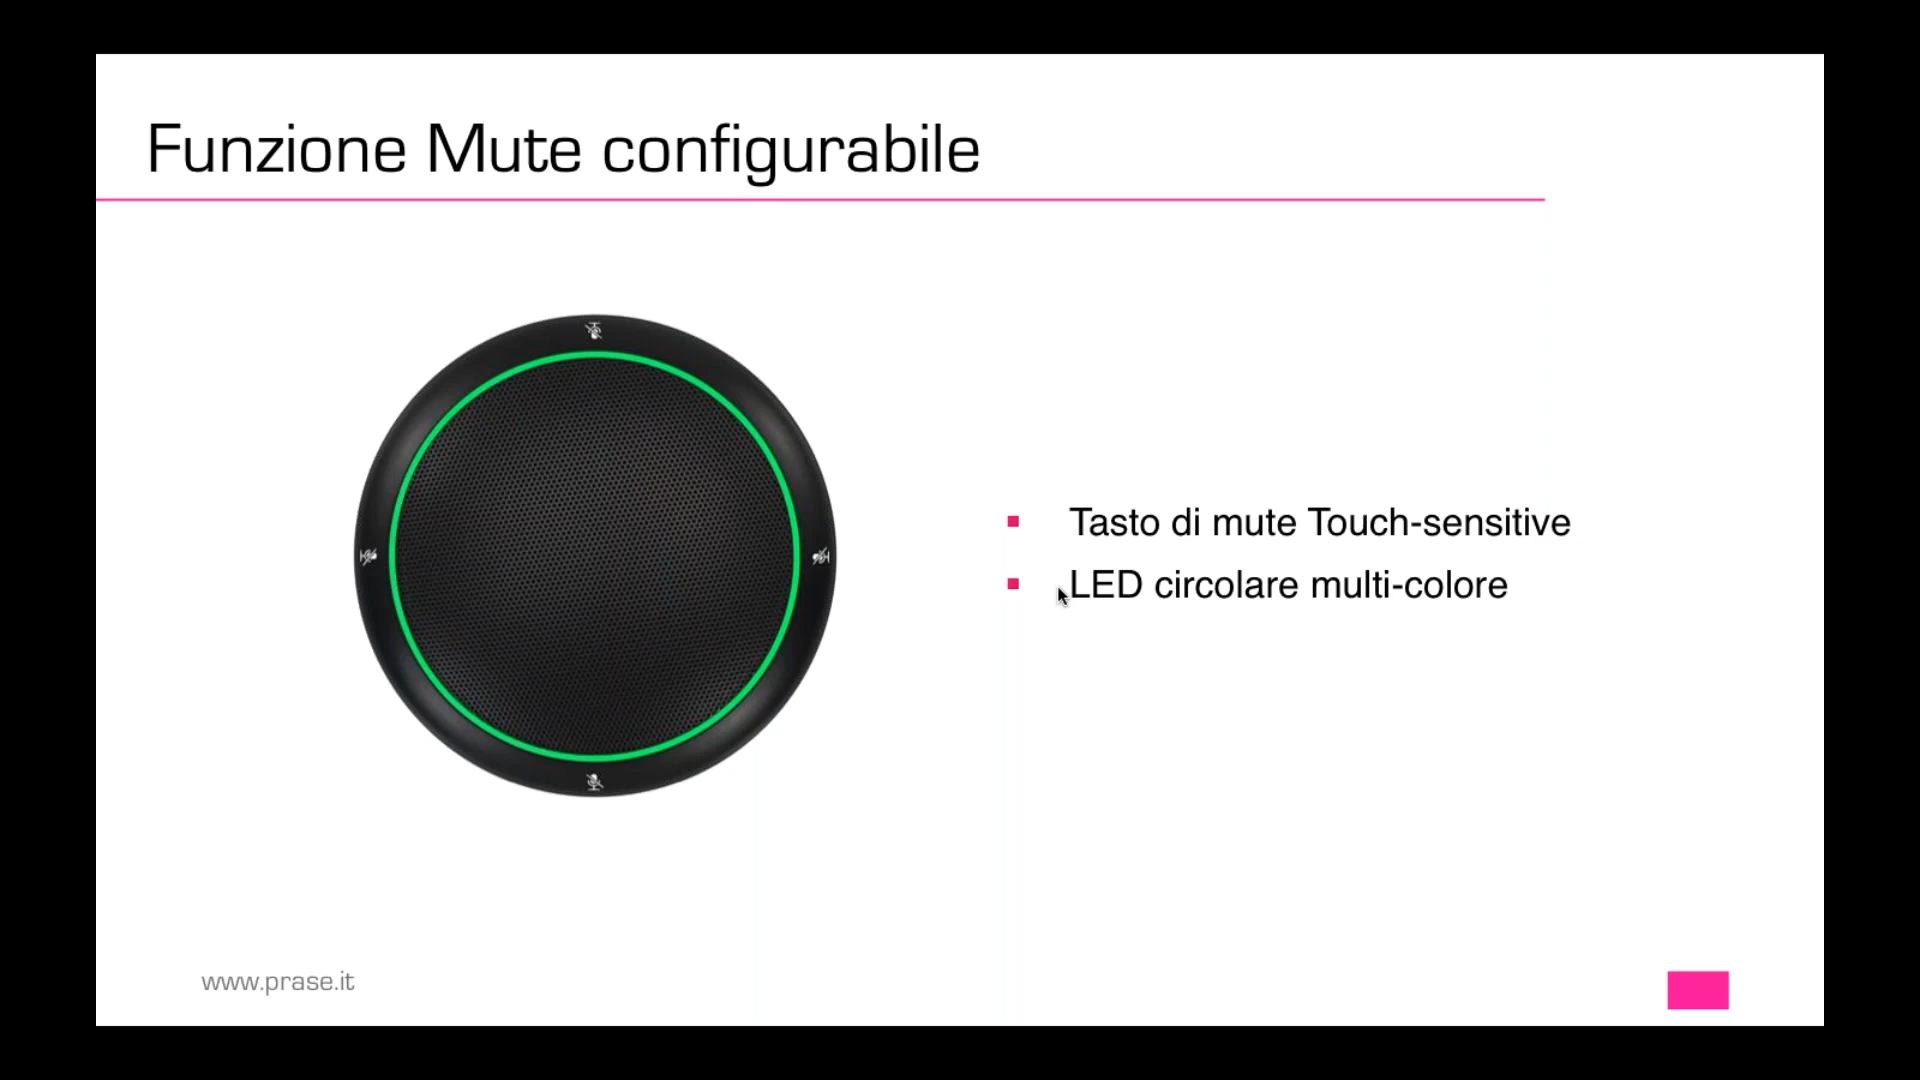 Funzione Mute configurabile
Tasto di mute Touch-sensitive
LED circolare multi-colore
www.prase.it